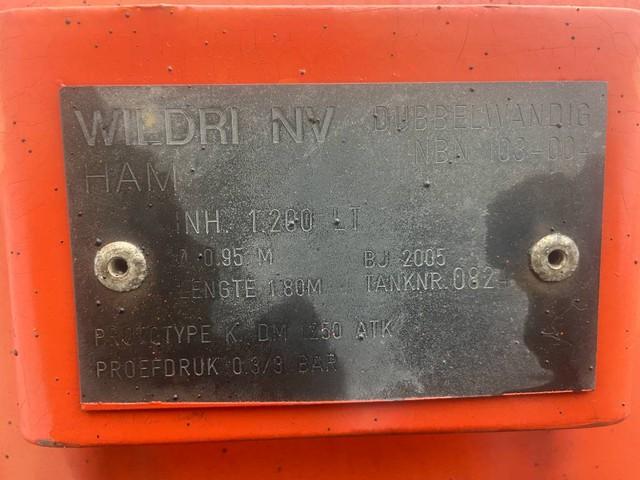 WILDRI NV DUBBELWANDIG
HAM NBN 103-004
INH. 1.200 LT
0.95 M BJ 2005
LENGTE 1.80M TANKNR. 082
PROTOTYPE K. DM 1250 ATK
PROEFDRUK 0.3/3 BAR